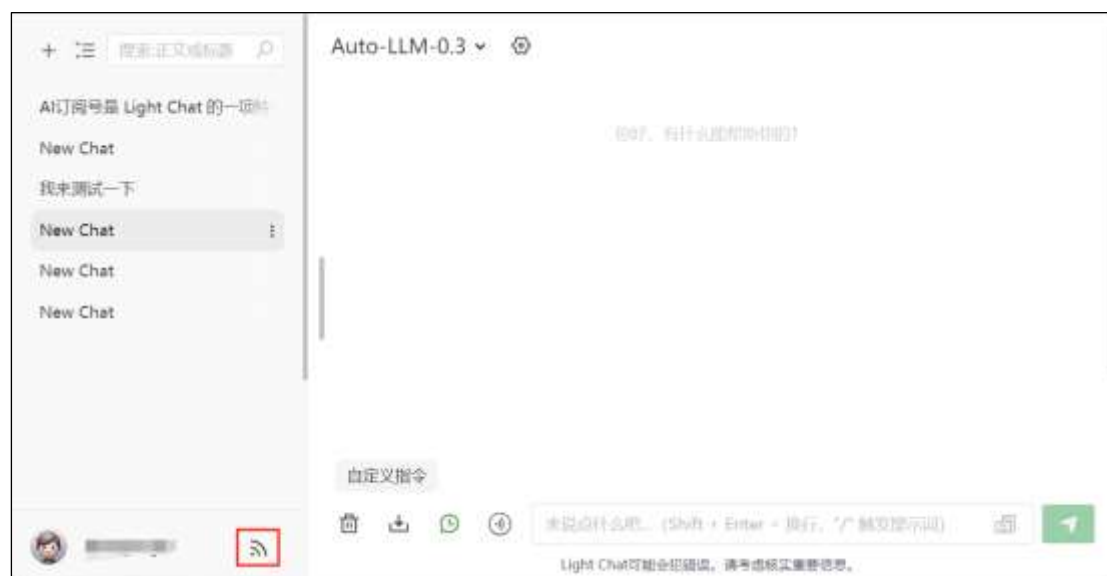 搜索正文或标题
Auto-LLM-0.3
AI订阅号是 Light Chat 的一项
New Chat
我来测试一下
New Chat
New Chat
New Chat
你好，有什么能帮助你的？
自定义指令
来说点什么吧...（Shift + Enter = 换行，"/" 触发提示词）
Light Chat可能会犯错误。请考虑核实重要信息。